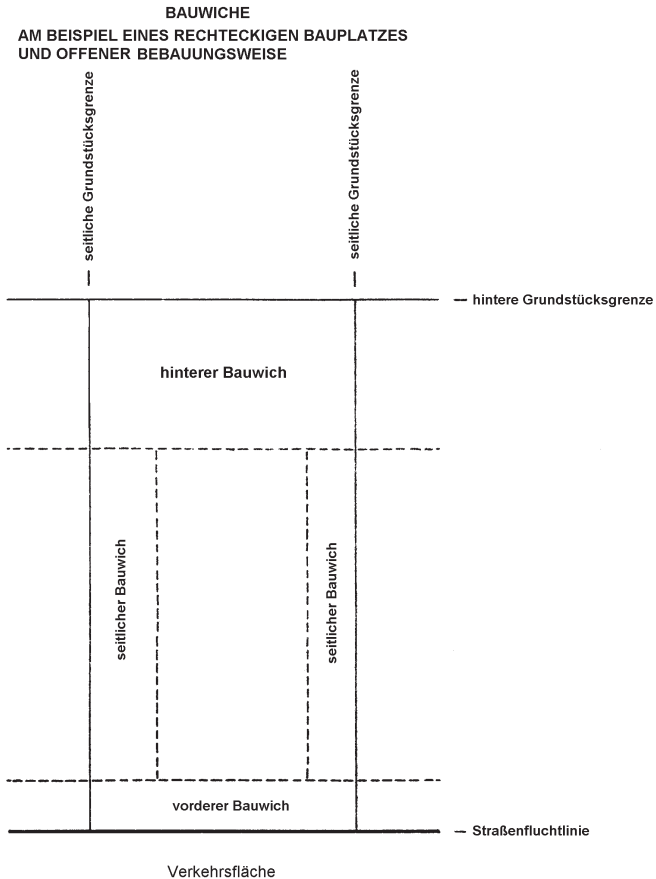 BAUWICHE
AM BEISPIEL EINES RECHTECKIGEN BAUPLATZES
UND OFFENER BEBAUUNGSWEISE
seitliche Grundstücksgrenze
seitliche Grundstücksgrenze
hintere Grundstücksgrenze
hinterer Bauwich
seitlicher Bauwich
seitlicher Bauwich
vorderer Bauwich
Straßenfluchtlinie
Verkehrsfläche